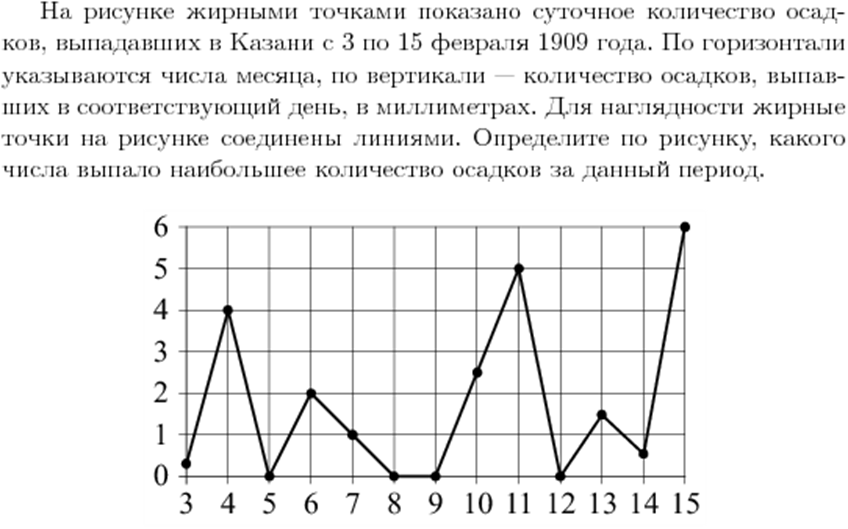 На рисунке жирными точками показано суточное количество осад-
ков, выпадавших в Казани с 3 по 15 февраля 1909 года. По горизонтали
указываются числа месяца, по вертикали — количество осадков, выпав-
ших в соответствующий день, в миллиметрах. Для наглядности жирные
точки на рисунке соединены линиями. Определите по рисунку, какого
числа выпало наибольшее количество осадков за данный период.
6
5
4
3
2
1
0
3 4 5 6 7 8 9 10 11 12 13 14 15